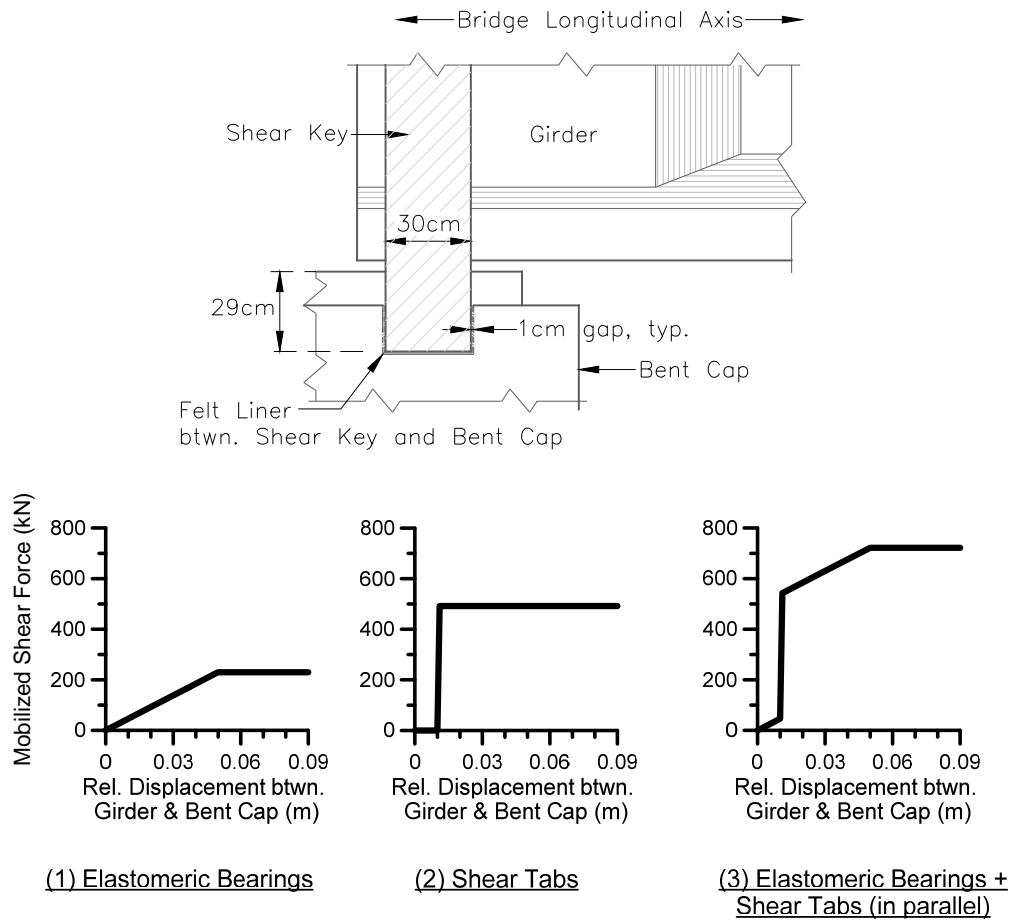 Bridge Longitudinal Axis
Shear Key
Girder
30cm
29cm
1cm gap, typ.
Bent Cap
Felt Liner
btwn. Shear Key and Bent Cap
Mobilized Shear Force (kN)
800
600
400
200
0
0 0.03 0.06 0.09
Rel. Displacement btwn.
Girder & Bent Cap (m)
(1) Elastomeric Bearings
800
600
400
200
0
0 0.03 0.06 0.09
Rel. Displacement btwn.
Girder & Bent Cap (m)
(2) Shear Tabs
800
600
400
200
0
0 0.03 0.06 0.09
Rel. Displacement btwn.
Girder & Bent Cap (m)
(3) Elastomeric Bearings +
Shear Tabs (in parallel)